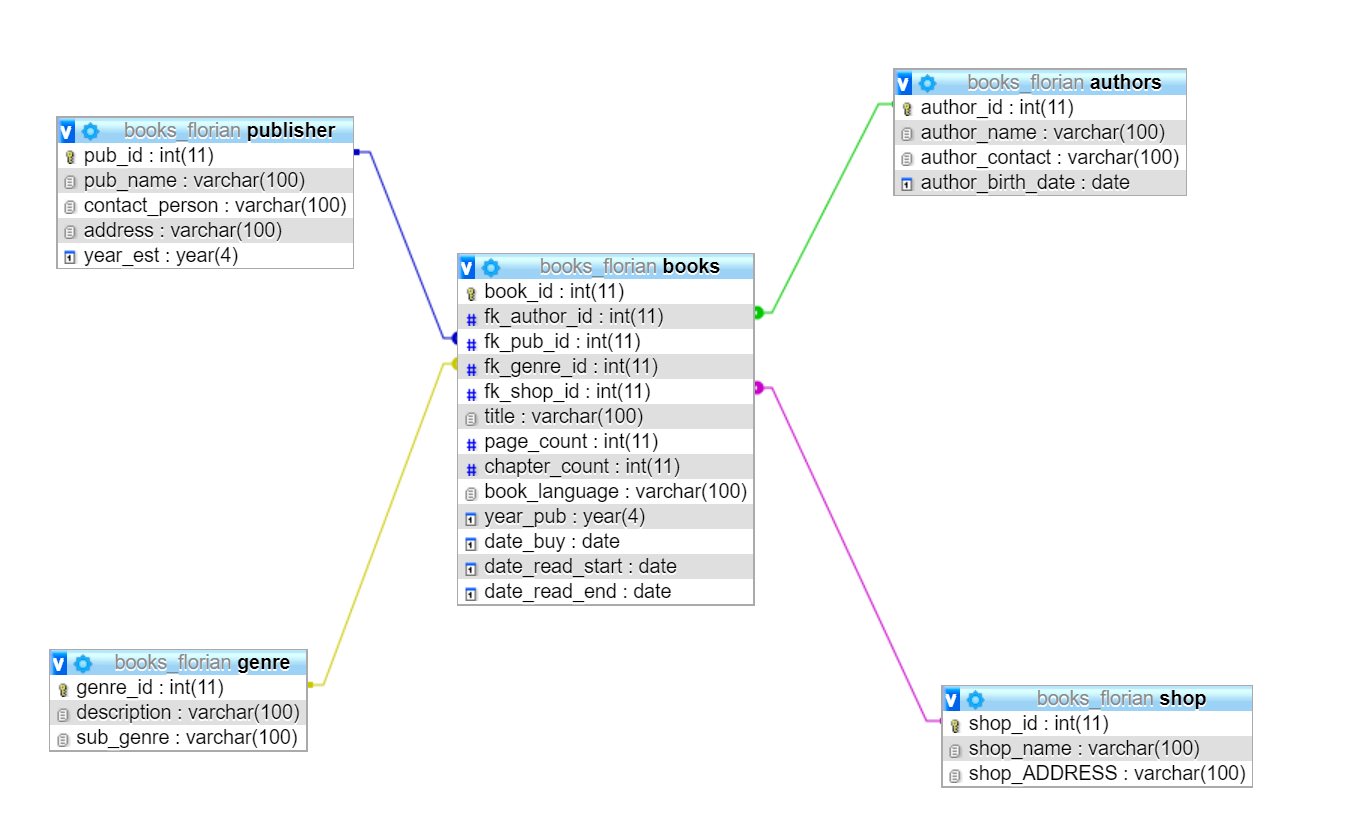 books_florian publisher
pub_id : int(11)
pub_name : varchar(100)
contact_person : varchar(100)
address : varchar(100)
year_est : year(4)
books_florian authors
author_id : int(11)
author_name : varchar(100)
author_contact : varchar(100)
author_birth_date : date
books_florian books
book_id : int(11)
fk_author_id : int(11)
fk_pub_id : int(11)
fk_genre_id : int(11)
fk_shop_id : int(11)
title : varchar(100)
page_count : int(11)
chapter_count : int(11)
book_language : varchar(100)
year_pub : year(4)
date_buy : date
date_read_start : date
date_read_end : date
books_florian genre
genre_id : int(11)
description : varchar(100)
sub_genre : varchar(100)
books_florian shop
shop_id : int(11)
shop_name : varchar(100)
shop_ADDRESS : varchar(100)